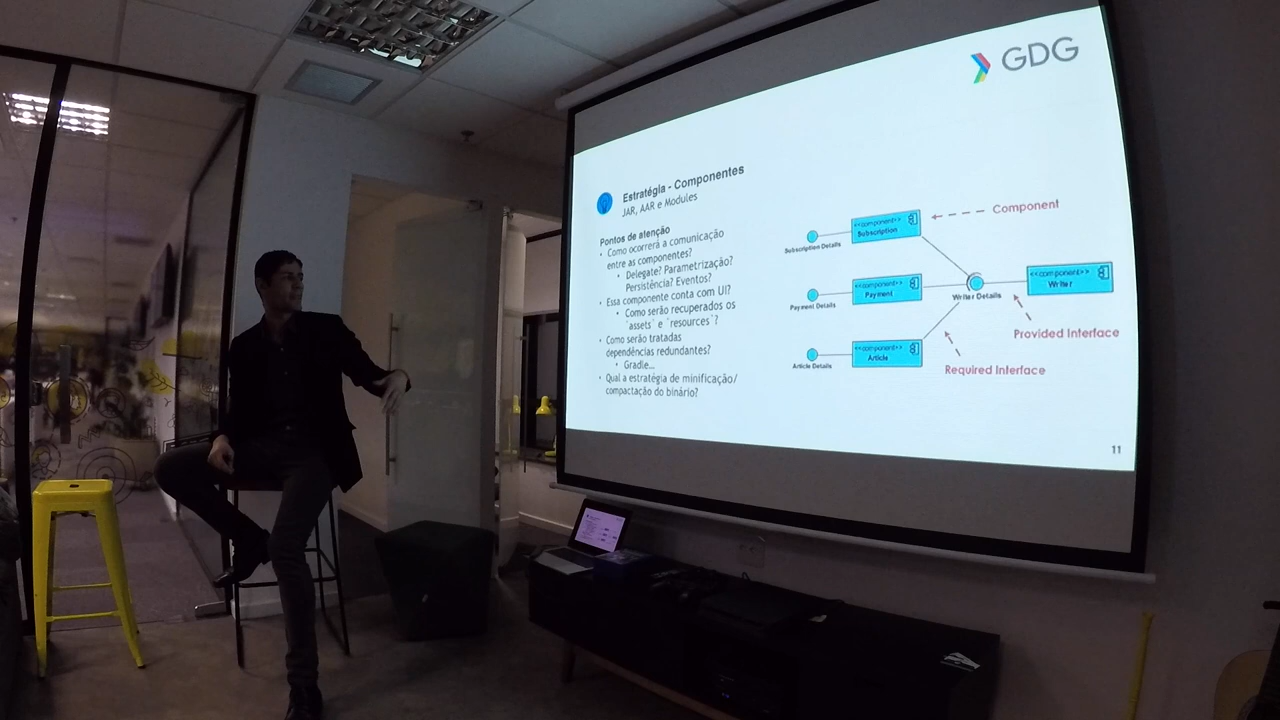 GDG
Estratégia - Componentes
JAR, AAR e Modules
Pontos de atenção
• Como ocorrerá a comunicação
entre as componentes?
• Delegate? Parametrização?
Persistência? Eventos?
• Essa componente conta com UI?
• Como serão recuperados os
`assets` e `resources`?
• Como serão tratadas
dependências redundantes?
• Gradle...
• Qual a estratégia de minificação/
compactação do binário?
Subscription Details
<<component>>
Subscription
Component
Payment Details
<<component>>
Payment
Writer Details
<<component>>
Writer
Provided Interface
Article Details
<<component>>
Article
Required Interface
11